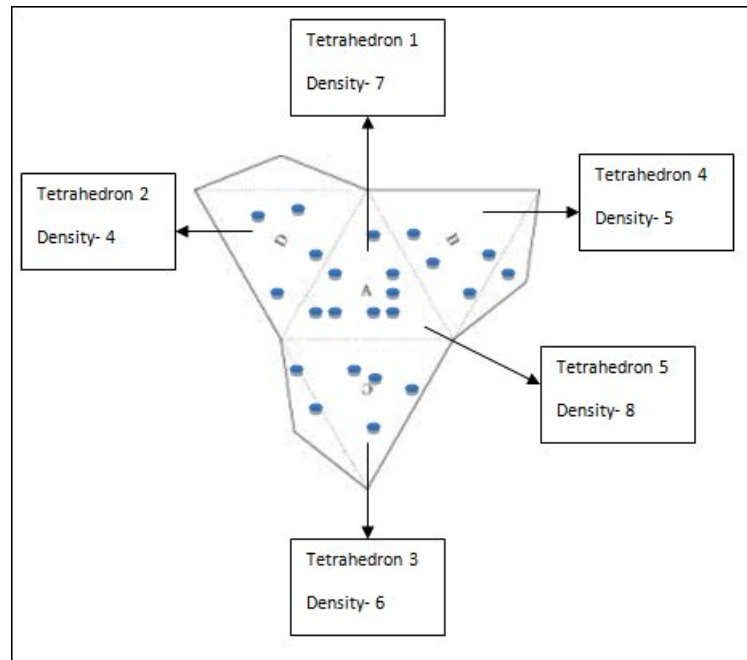 Tetrahedron 1
Density- 7
Tetrahedron 2
Density- 4
Tetrahedron 4
Density- 5
D
B
A
Tetrahedron 5
Density- 8
C
Tetrahedron 3
Density- 6